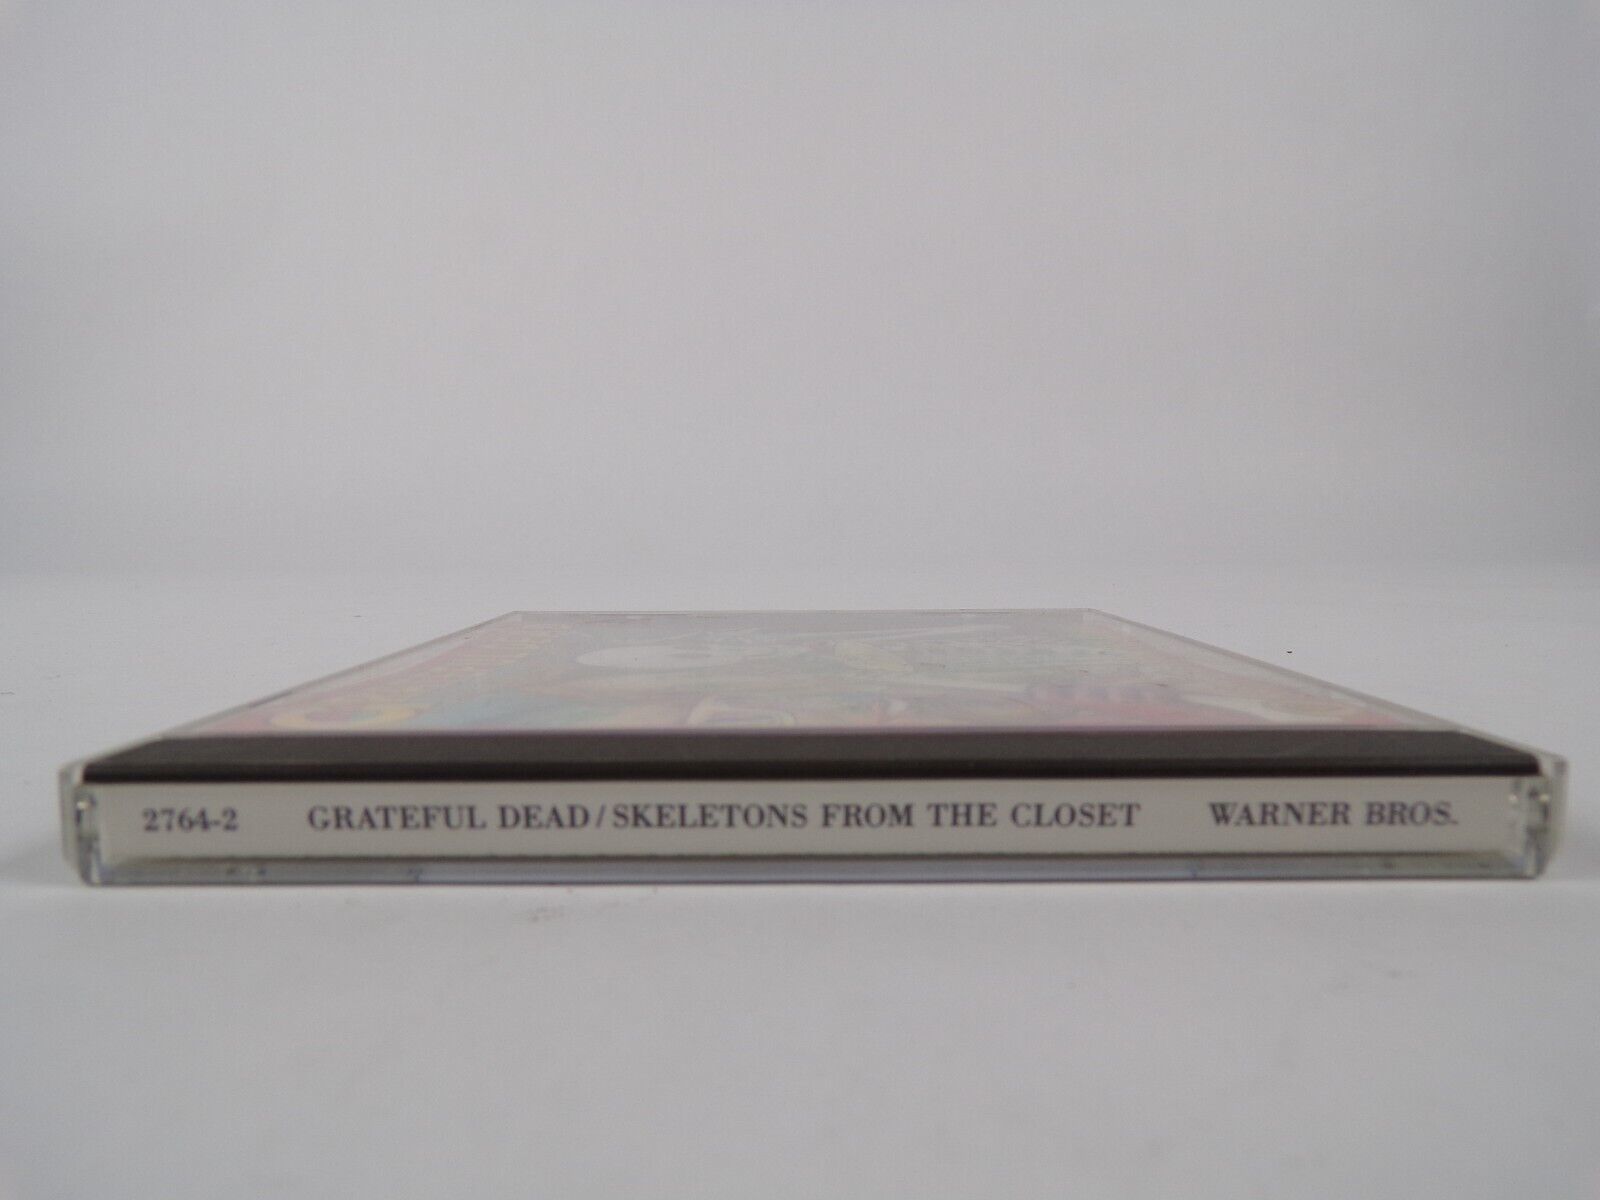 2764-2 GRATEFUL DEAD/SKELETONS FROM THE CLOSET WARNER BROS.